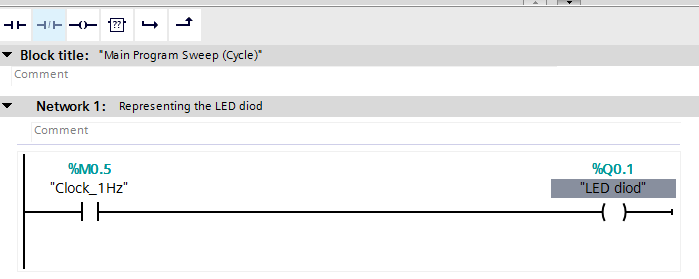 ??
Block title: "Main Program Sweep (Cycle)"
Comment
Network 1: Representing the LED diod
Comment
%M0.5 %Q0.1
"Clock_1Hz" "LED diod"